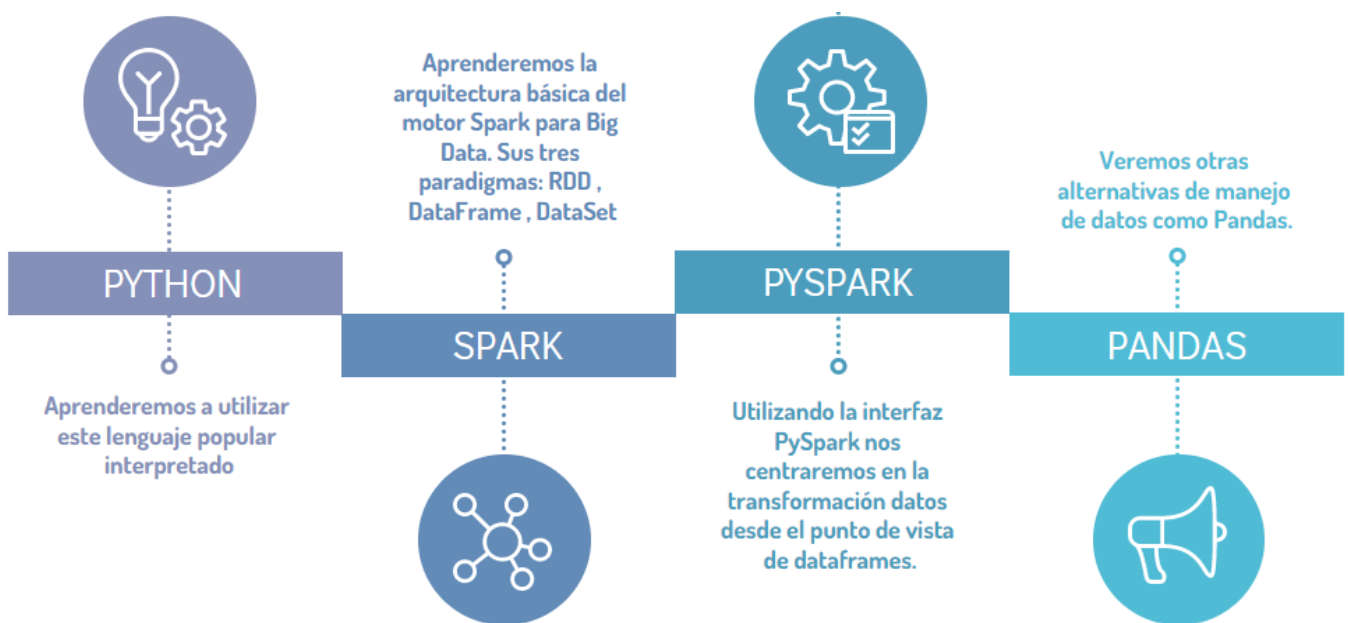 PYTHON
Aprenderemos a utilizar
este lenguaje popular
interpretado
Aprenderemos la
arquitectura básica del
motor Spark para Big
Data. Sus tres
paradigmas: RDD ,
DataFrame , DataSet
SPARK
PYSPARK
Utilizando la interfaz
PySpark nos
centraremos en la
transformación datos
desde el punto de vista
de dataframes.
Veremos otras
alternativas de manejo
de datos como Pandas.
PANDAS